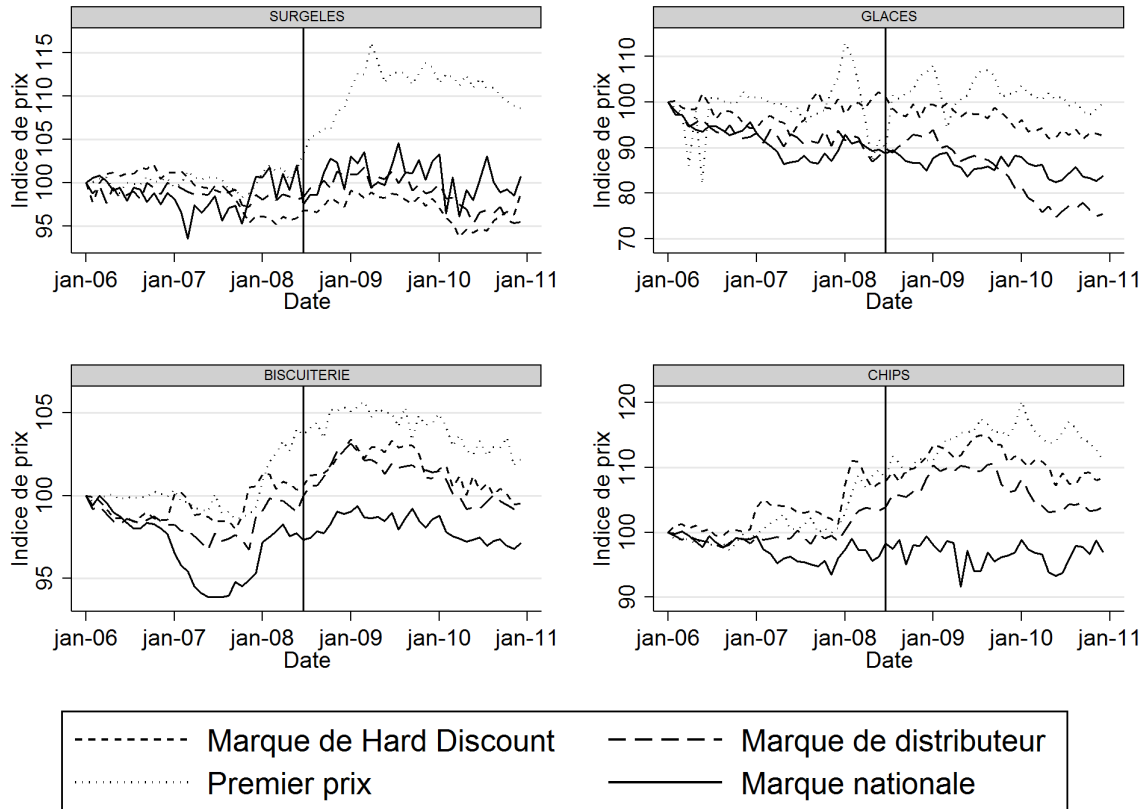 SURGELES
Indice de prix
95 100 105 110 115
jan-06 jan-07 jan-08 jan-09 jan-10 jan-11
Date
GLACES
Indice de prix
70 80 90 100 110
jan-06 jan-07 jan-08 jan-09 jan-10 jan-11
Date
BISCUITERIE
Indice de prix
95 100 105
jan-06 jan-07 jan-08 jan-09 jan-10 jan-11
Date
CHIPS
Indice de prix
90 100 110 120
jan-06 jan-07 jan-08 jan-09 jan-10 jan-11
Date
Marque de Hard Discount
Marque de distributeur
Premier prix
Marque nationale